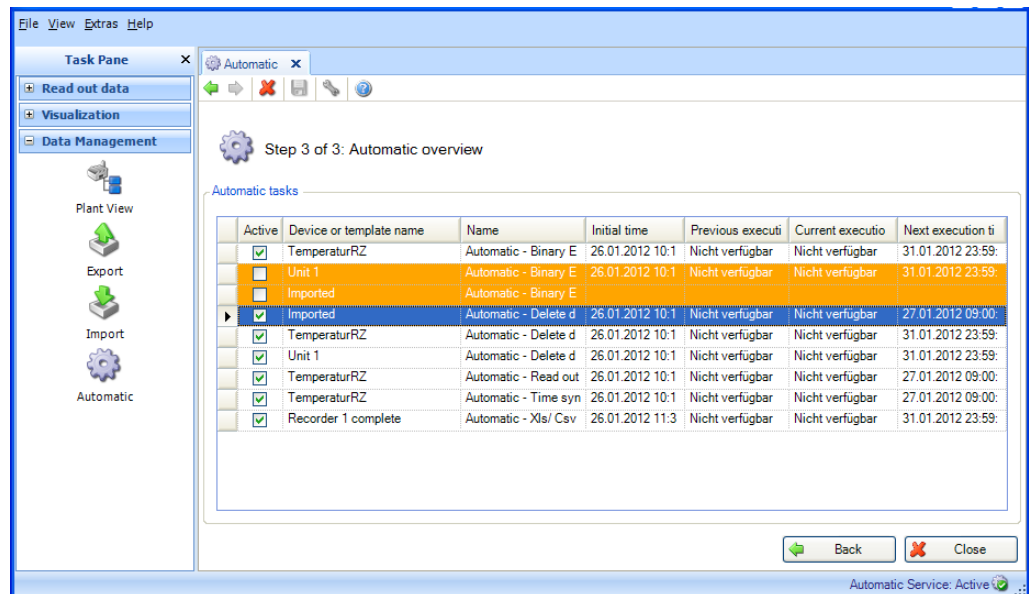 File View Extras Help
Task Pane
Automatic
Read out data
Visualization
Data Management
Plant View
Export
Import
Automatic
Step 3 of 3: Automatic overview
Automatic tasks
Active Device or template name Name Initial time Previous executi Current executio Next execution ti
TemperaturRZ Automatic - Binary E 26.01.2012 10:1 Nicht verfügbar Nicht verfügbar 31.01.2012 23:59:
Unit 1 Automatic - Binary E 26.01.2012 10:1 Nicht verfügbar Nicht verfügbar 31.01.2012 23:59:
Imported Automatic - Binary E
Imported Automatic - Delete d 26.01.2012 10:1 Nicht verfügbar Nicht verfügbar 27.01.2012 09:00:
TemperaturRZ Automatic - Delete d 26.01.2012 10:1 Nicht verfügbar Nicht verfügbar 31.01.2012 23:59:
Unit 1 Automatic - Delete d 26.01.2012 10:1 Nicht verfügbar Nicht verfügbar 31.01.2012 23:59:
TemperaturRZ Automatic - Read out 26.01.2012 10:1 Nicht verfügbar Nicht verfügbar 27.01.2012 09:00:
TemperaturRZ Automatic - Time syn 26.01.2012 10:1 Nicht verfügbar Nicht verfügbar 27.01.2012 09:00:
Recorder 1 complete Automatic - Xls/ Csv 26.01.2012 11:3 Nicht verfügbar Nicht verfügbar 31.01.2012 23:59:
Back Close
Automatic Service: Active